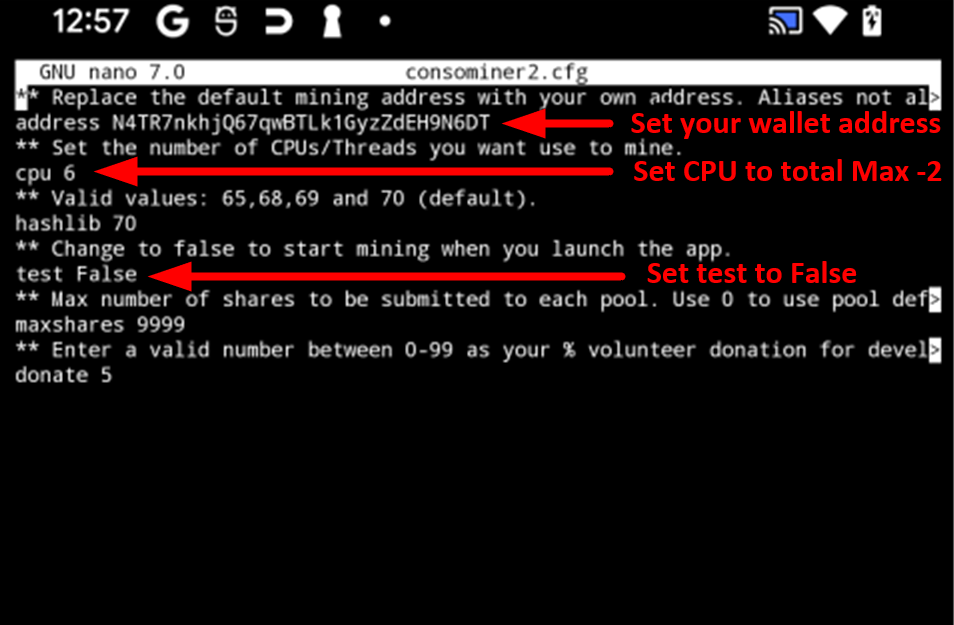 12:57
GNU nano 7.0 consominer2.cfg
** Replace the default mining address with your own address. Aliases not al>
address N4TR7nkhjQ67qwBTLk1GyzZdEH9N6DT Set your wallet address
** Set the number of CPUs/Threads you want use to mine.
cpu 6 Set CPU to total Max -2
** Valid values: 65,68,69 and 70 (default).
hashlib 70
** Change to false to start mining when you launch the app.
test False Set test to False
** Max number of shares to be submitted to each pool. Use 0 to use pool def>
maxshares 9999
** Enter a valid number between 0-99 as your % volunteer donation for devel>
donate 5